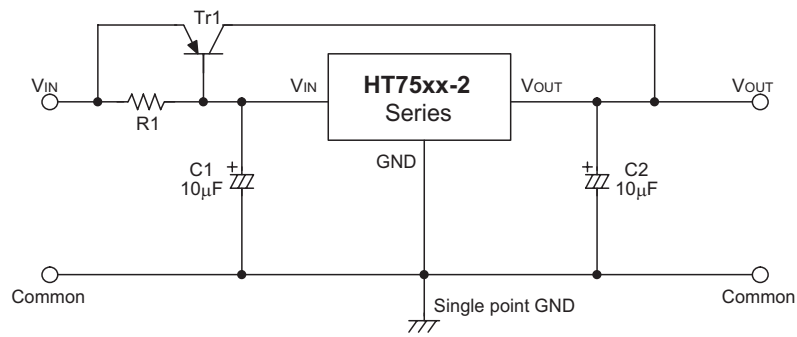 Tr1
VIN
R1
VIN
HT75xx-2
Series
VOUT
VOUT
GND
C1
10μF
+
C2
10μF
+
Common
Single point GND
Common